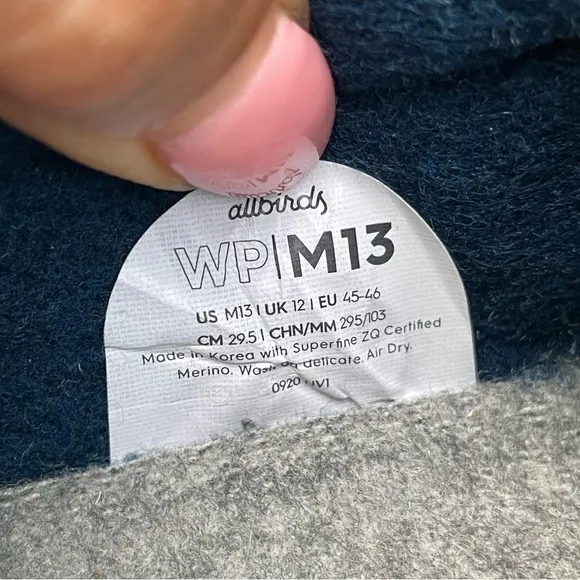 allbirds
WP|M13
US M13 | UK 12 | EU 45-46
CM 29.5 | CHN/MM 295/103
Made in Korea with Superfine ZQ Certified
Merino. Wash on delicate. Air Dry.
0920